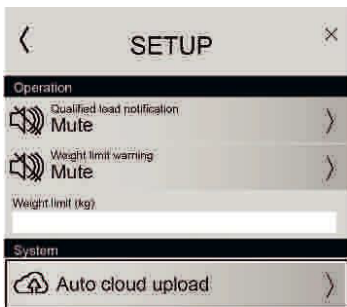 SETUP
Operation
Qualified load notification
Mute
Weight limit warning
Mute
Weight limit (kg)
System
Auto cloud upload